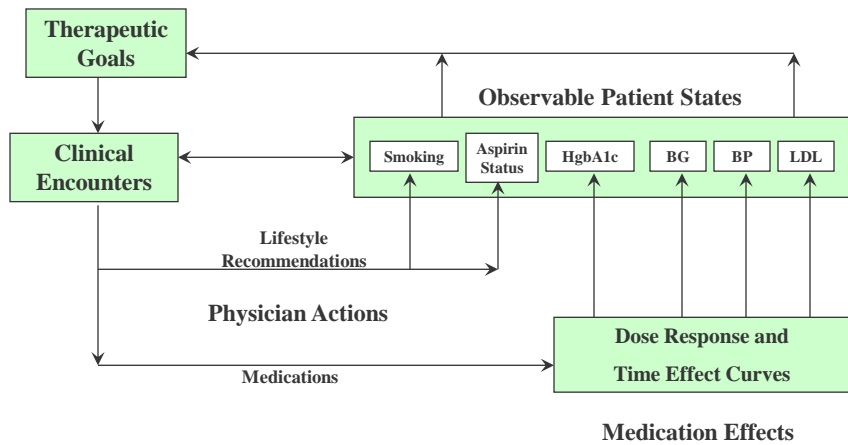 Therapeutic
Goals
Observable Patient States
Clinical
Encounters
Smoking
Aspirin
Status
HgbA1c
BG
BP
LDL
Lifestyle
Recommendations
Physician Actions
Medications
Dose Response and
Time Effect Curves
Medication Effects